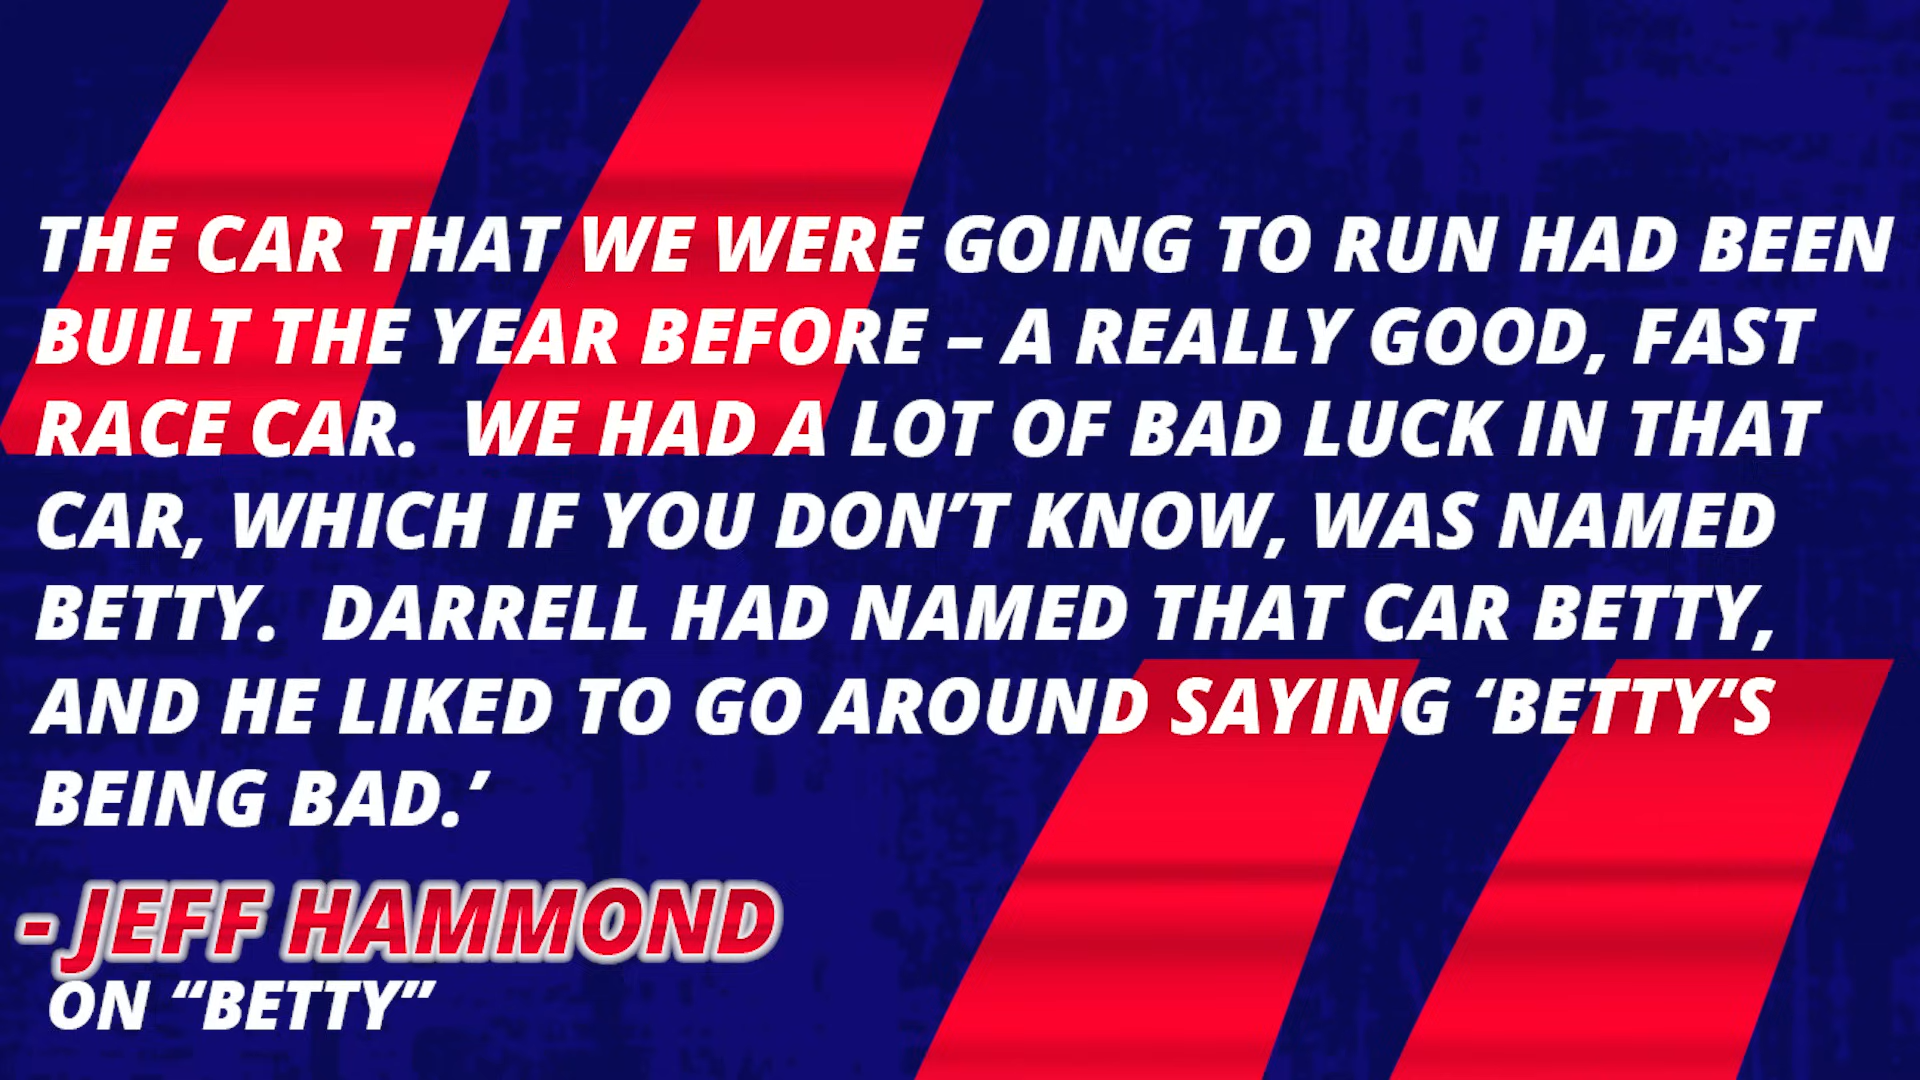 THE CAR THAT WE WERE GOING TO RUN HAD BEEN
BUILT THE YEAR BEFORE – A REALLY GOOD, FAST
RACE CAR.  WE HAD A LOT OF BAD LUCK IN THAT
CAR, WHICH IF YOU DON’T KNOW, WAS NAMED
BETTY.  DARRELL HAD NAMED THAT CAR BETTY,
AND HE LIKED TO GO AROUND SAYING ‘BETTY’S
BEING BAD.’
- JEFF HAMMOND
ON “BETTY”